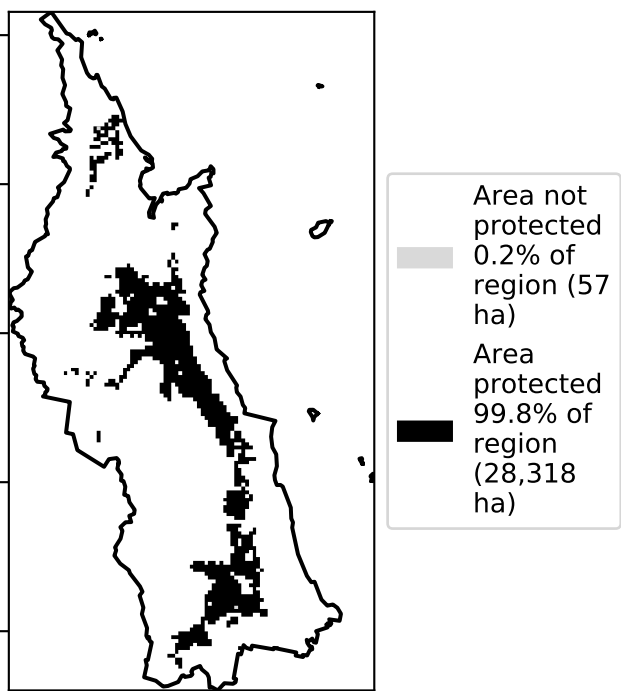 Area not
protected
0.2% of
region (57
ha)
Area
protected
99.8% of
region
(28,318
ha)